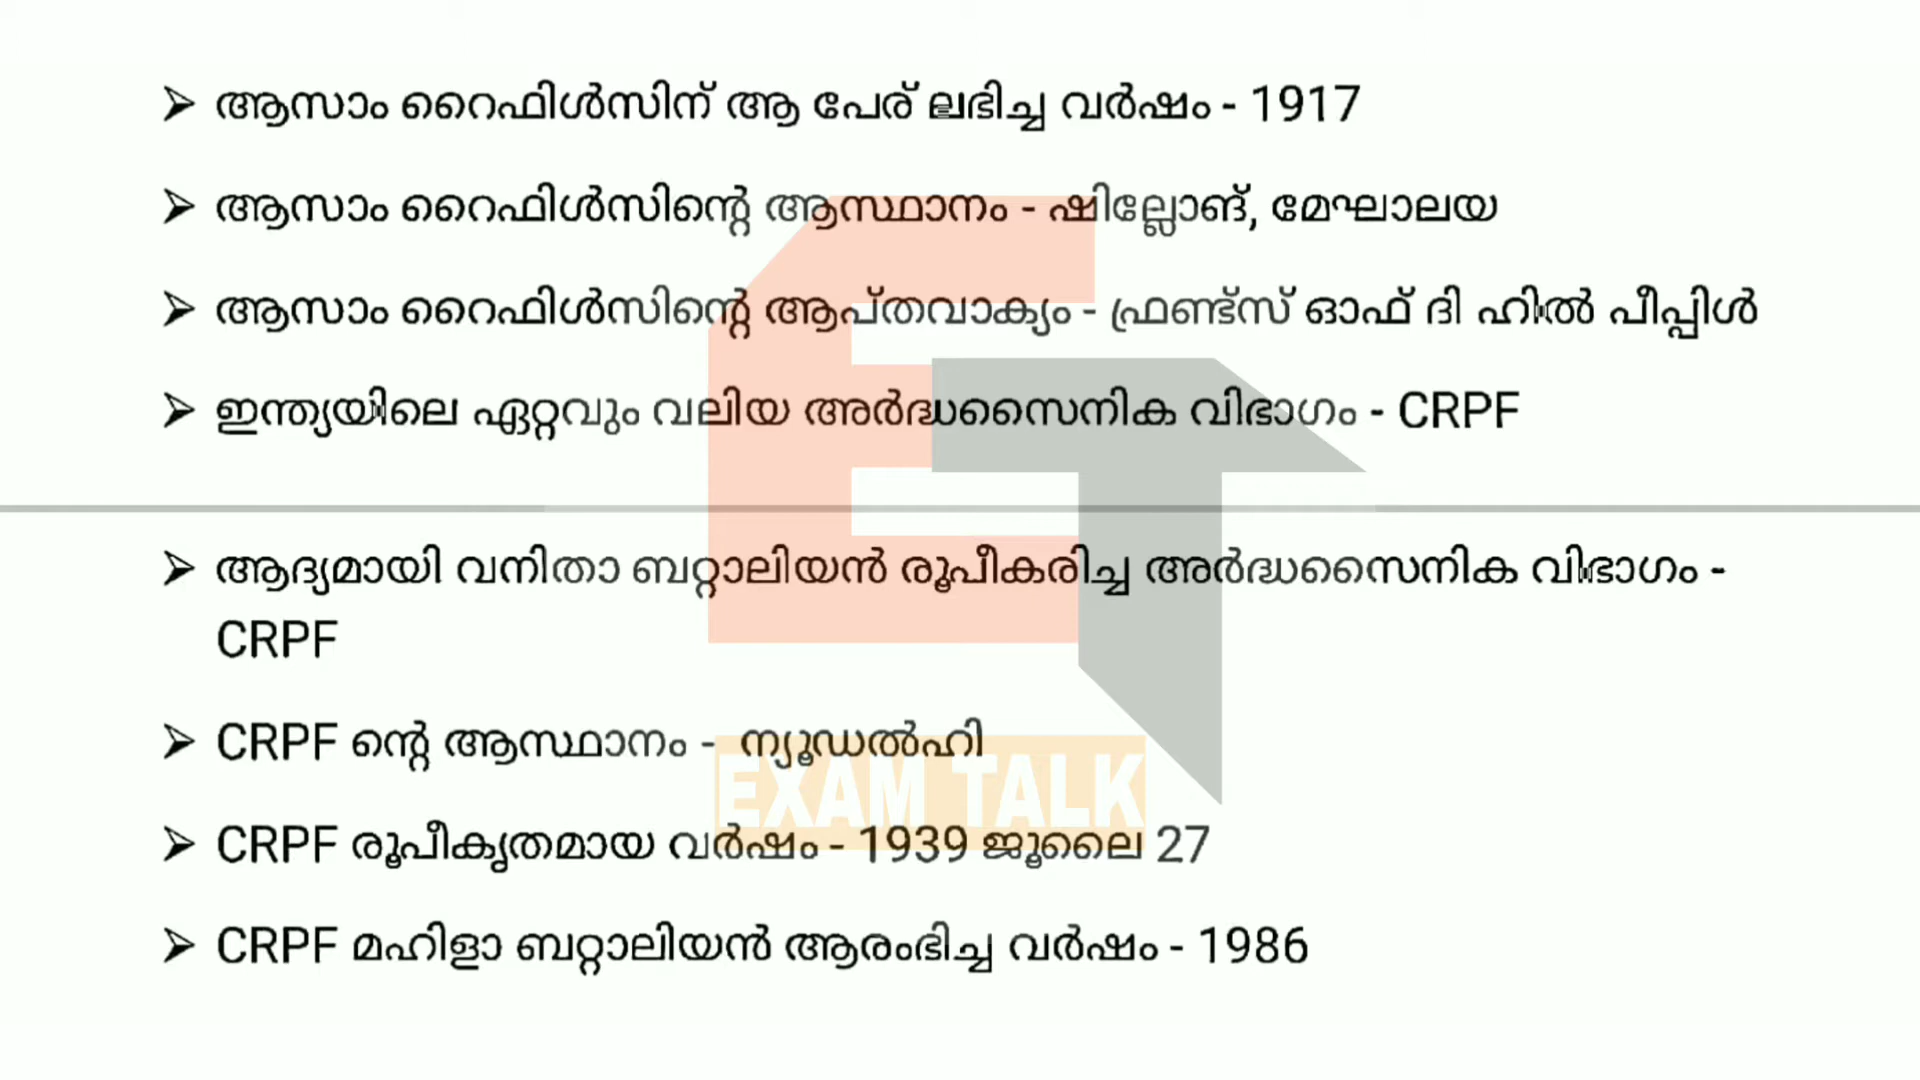 ➢ ആസാം റൈഫിൾസിന് ആ പേര് ലഭിച്ച വർഷം - 1917
➢ ആസാം റൈഫിൾസിന്റെ ആസ്ഥാനം - ഷില്ലോങ്, മേഘാലയ
➢ ആസാം റൈഫിൾസിന്റെ ആപ്തവാക്യം - ഫ്രണ്ട്സ് ഓഫ് ദി ഹിൽ പീപ്പിൾ
➢ ഇന്ത്യയിലെ ഏറ്റവും വലിയ അർദ്ധസൈനിക വിഭാഗം - CRPF
➢ ആദ്യമായി വനിതാ ബറ്റാലിയൻ രൂപീകരിച്ച അർദ്ധസൈനിക വിഭാഗം -
CRPF
➢ CRPF ന്റെ ആസ്ഥാനം - ന്യൂഡൽഹി
EXAM TALK
➢ CRPF രൂപീകൃതമായ വർഷം - 1939 ജൂലൈ 27
➢ CRPF മഹിളാ ബറ്റാലിയൻ ആരംഭിച്ച വർഷം - 1986